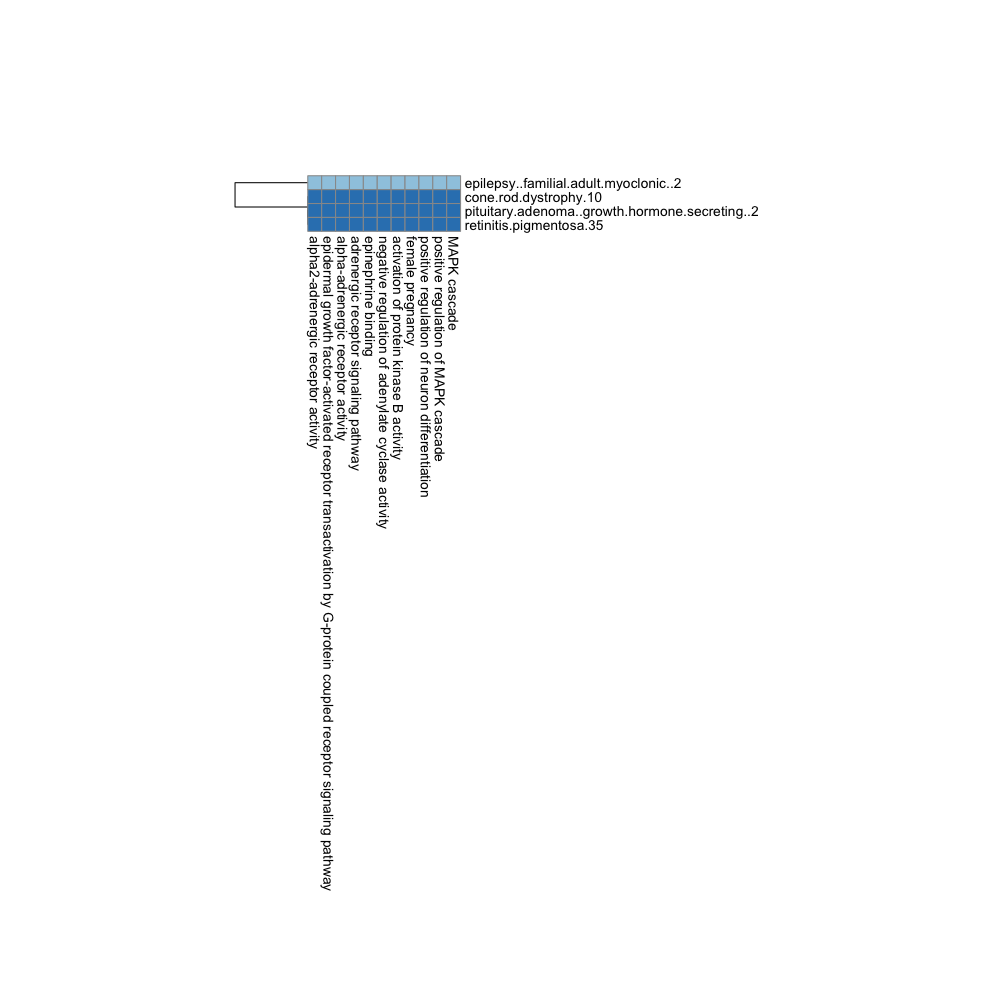 epilepsy..familial.adult.myoclonic..2
cone.rod.dystrophy.10
pituitary.adenoma..growth.hormone.secreting..2
retinitis.pigmentosa.35
alpha2-adrenergic receptor activity
epidermal growth factor-activated receptor transactivation by G-protein coupled receptor signaling pathway
alpha-adrenergic receptor activity
adrenergic receptor signaling pathway
epinephrine binding
negative regulation of adenylate cyclase activity
activation of protein kinase B activity
female pregnancy
positive regulation of neuron differentiation
positive regulation of MAPK cascade
MAPK cascade